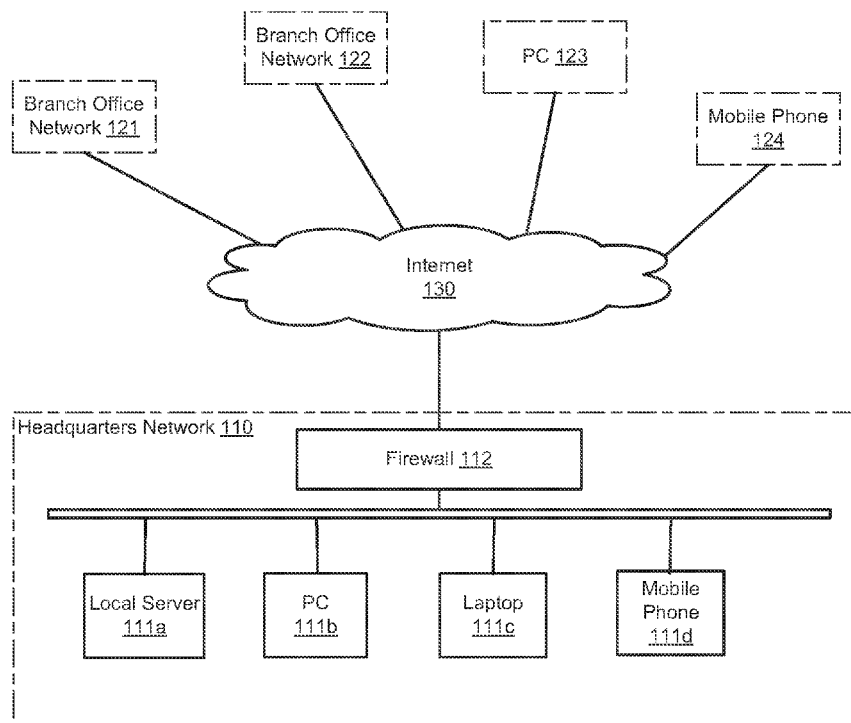 Branch Office
Network 122
PC 123
Branch Office
Network 121
Mobile Phone
124
Internet
130
Headquarters Network 110
Firewall 112
Local Server
111a
PC
111b
Laptop
111c
Mobile
Phone
111d